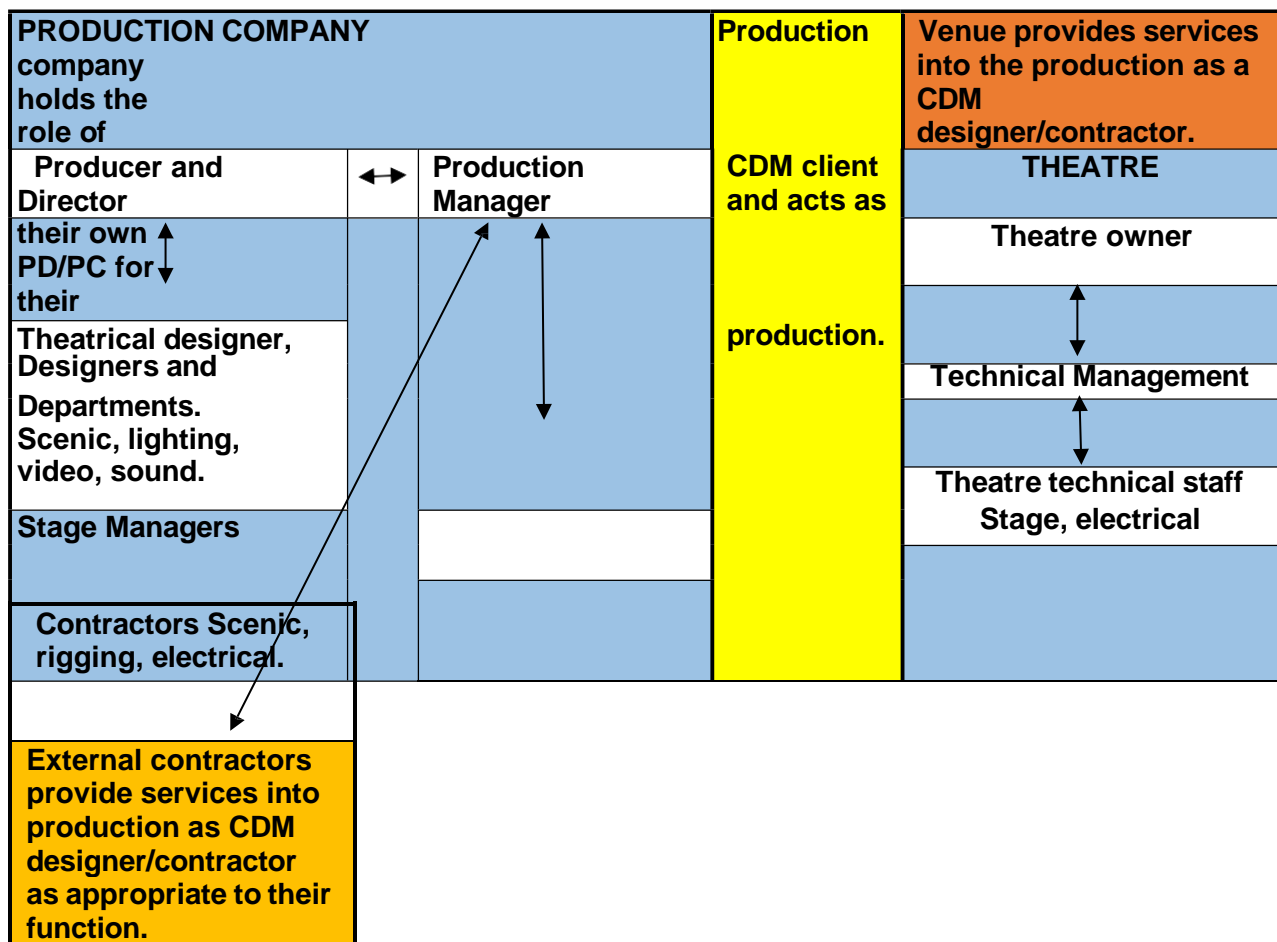 PRODUCTION COMPANY
company
holds the
role of
Production
Venue provides services
into the production as a
CDM
designer/contractor.
Producer and
Director
Production
Manager
CDM client
and acts as
THEATRE
their own
PD/PC for
their
Theatre owner
Theatrical designer,
Designers and
Departments.
Scenic, lighting,
video, sound.
production.
Technical Management
Theatre technical staff
Stage, electrical
Stage Managers
Contractors Scenic,
rigging, electrical.
External contractors
provide services into
production as CDM
designer/contractor
as appropriate to their
function.